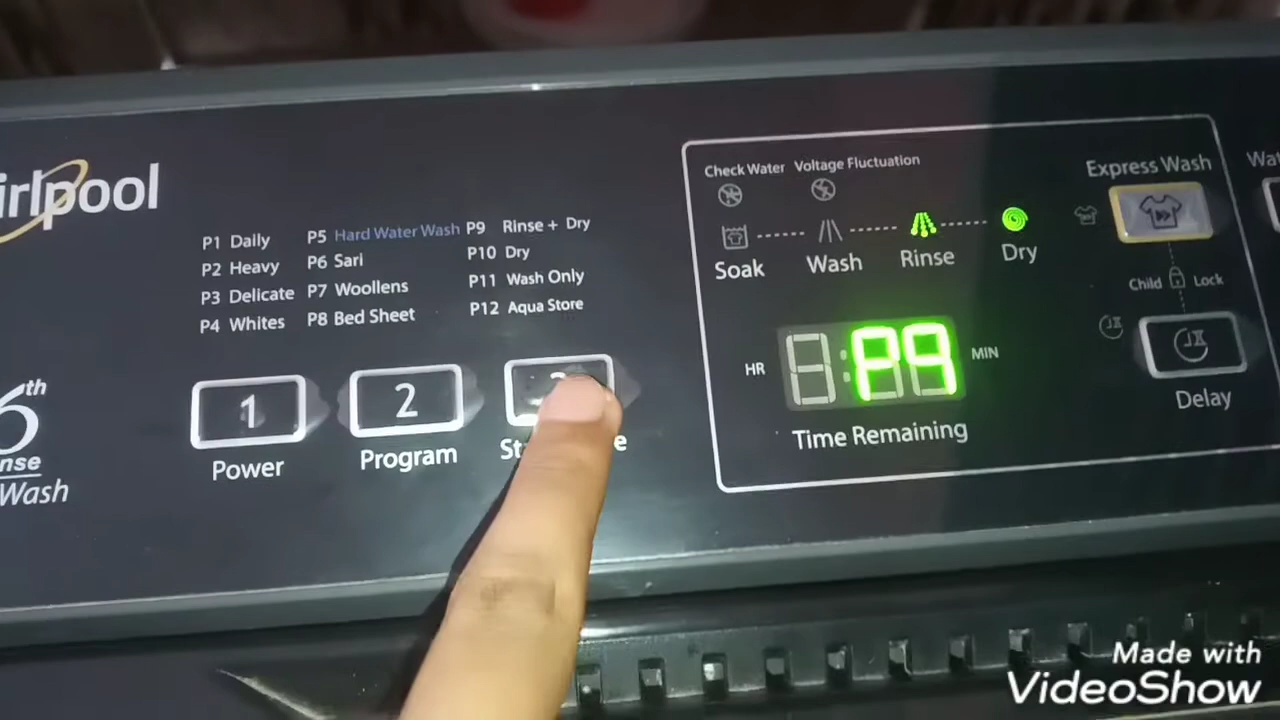 irlpool
P1 Daily
P2 Heavy
P3 Delicate
P4 Whites
P5 Hard Water Wash
P6 Sari
P7 Woollens
P8 Bed Sheet
P9 Rinse + Dry
P10 Dry
P11 Wash Only
P12 Aqua Store
6th
nse
Wash
1
Power
2
Program
St
e
Check Water
Voltage Fluctuation
Soak
Wash
Rinse
Dry
HR
P9
MIN
Time Remaining
Express Wash
Child Lock
Delay
Wat
Made with
VideoShow